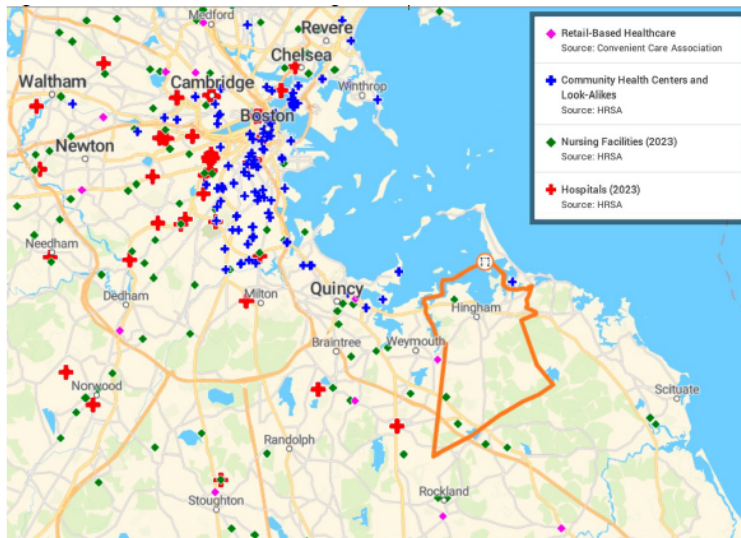 Medford
Revere
Chelsea
Waltham
Cambridge
Winthrop
Boston
Newton
Needham
Dedham
Milton
Quincy
Hingham
Braintree
Weymouth
Norwood
Scituate
Randolph
Stoughton
Rockland
Retail-Based Healthcare
Source: Convenient Care Association
Community Health Centers and
Look-Alikes
Source: HRSA
Nursing Facilities (2023)
Source: HRSA
Hospitals (2023)
Source: HRSA